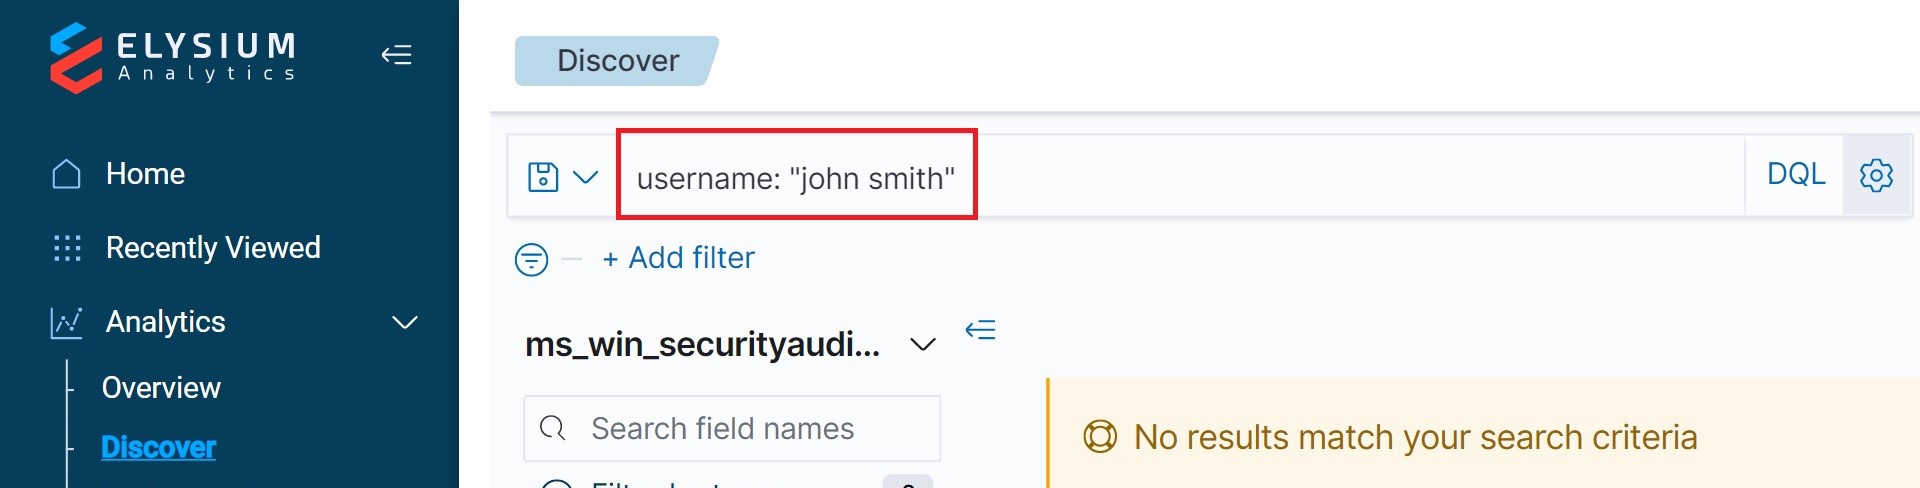 ELYSIUM
Analytics
Home
Recently Viewed
Analytics
Overview
Discover
Discover
username: "john smith"
DQL
+ Add filter
ms_win_securityaudi...
Search field names
No results match your search criteria